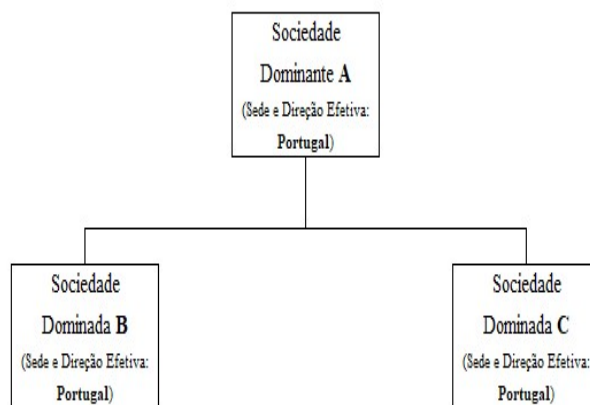 Sociedade
Dominante A
(Sede e Direção Efetiva:
Portugal)
Sociedade
Dominada B
(Sede e Direção Efetiva:
Portugal)
Sociedade
Dominada C
(Sede e Direção Efetiva:
Portugal)